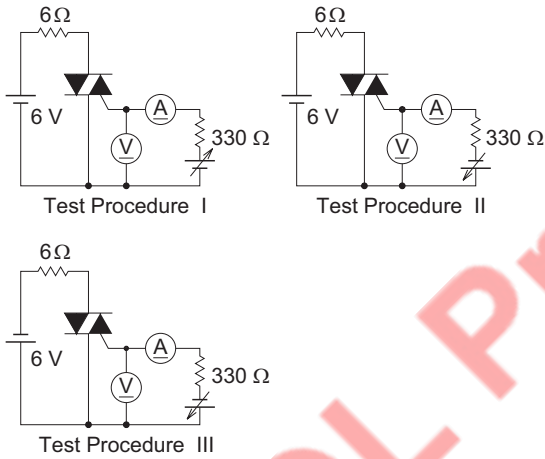 6Ω 6Ω
A A
6 V 330 Ω 6 V 330 Ω
V V
Test Procedure I Test Procedure II
6Ω
A
6 V 330 Ω
V
Test Procedure III